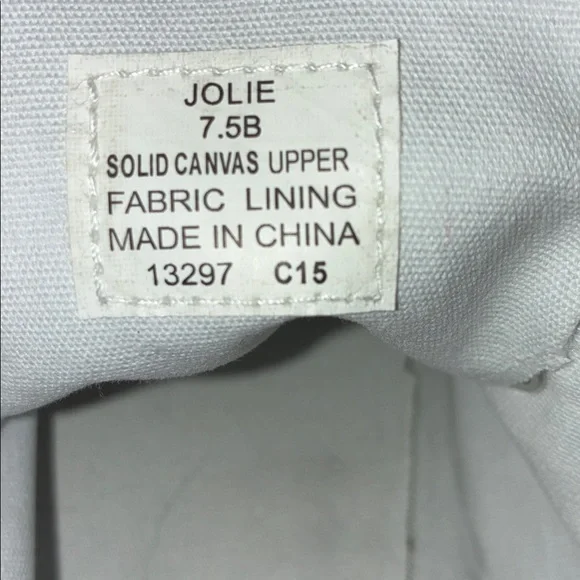 JOLIE
7.5B
SOLID CANVAS UPPER
FABRIC LINING
MADE IN CHINA
13297 C15